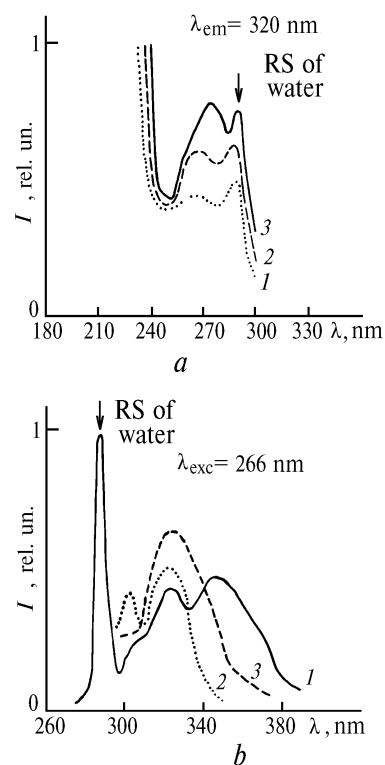 λem = 320 nm
1
RS of
water
I , rel. un.
3
2
1
0
180 210 240 270 300 330 λ, nm
a
RS of
water
1
λexc = 266 nm
I , rel. un.
2 3 1
0
260 300 340 380 λ, nm
b